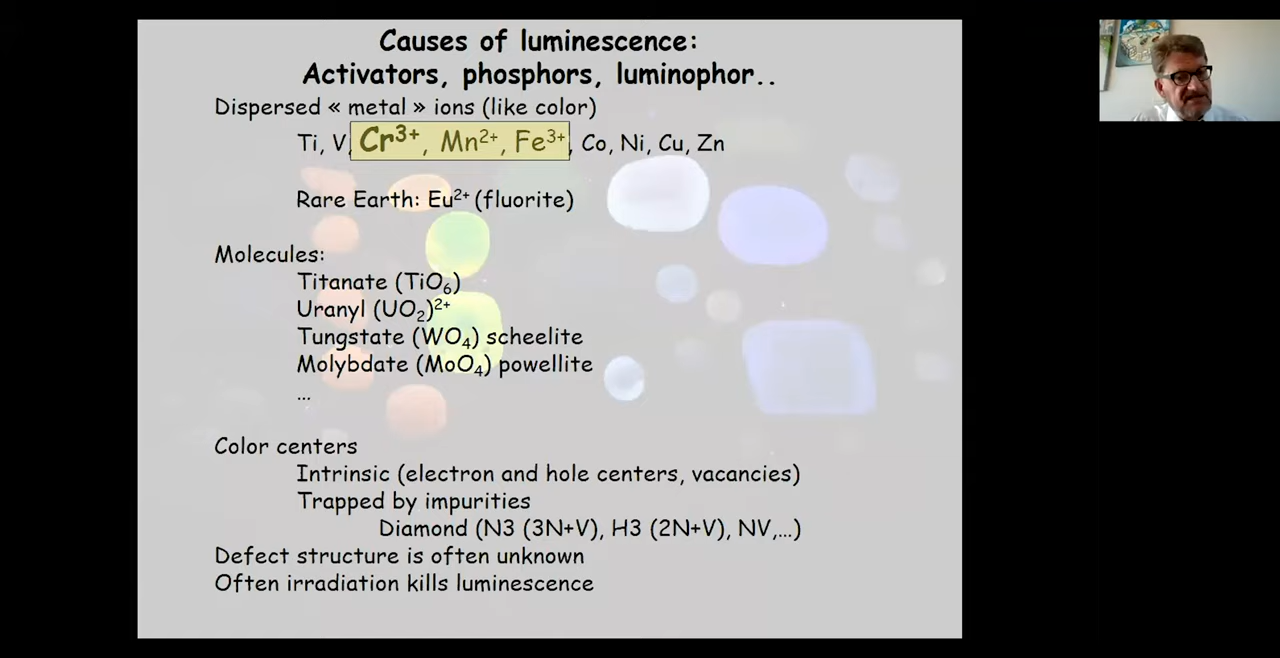 Causes of luminescence:
Activators, phosphors, luminophor..
Dispersed « metal » ions (like color)
Ti, V, Cr³⁺, Mn²⁺, Fe³⁺, Co, Ni, Cu, Zn
Rare Earth: Eu²⁺ (fluorite)
Molecules:
Titanate (TiO₆)
Uranyl (UO₂)²⁺
Tungstate (WO₄) scheelite
Molybdate (MoO₄) powellite
...
Color centers
Intrinsic (electron and hole centers, vacancies)
Trapped by impurities
Diamond (N3 (3N+V), H3 (2N+V), NV,...)
Defect structure is often unknown
Often irradiation kills luminescence